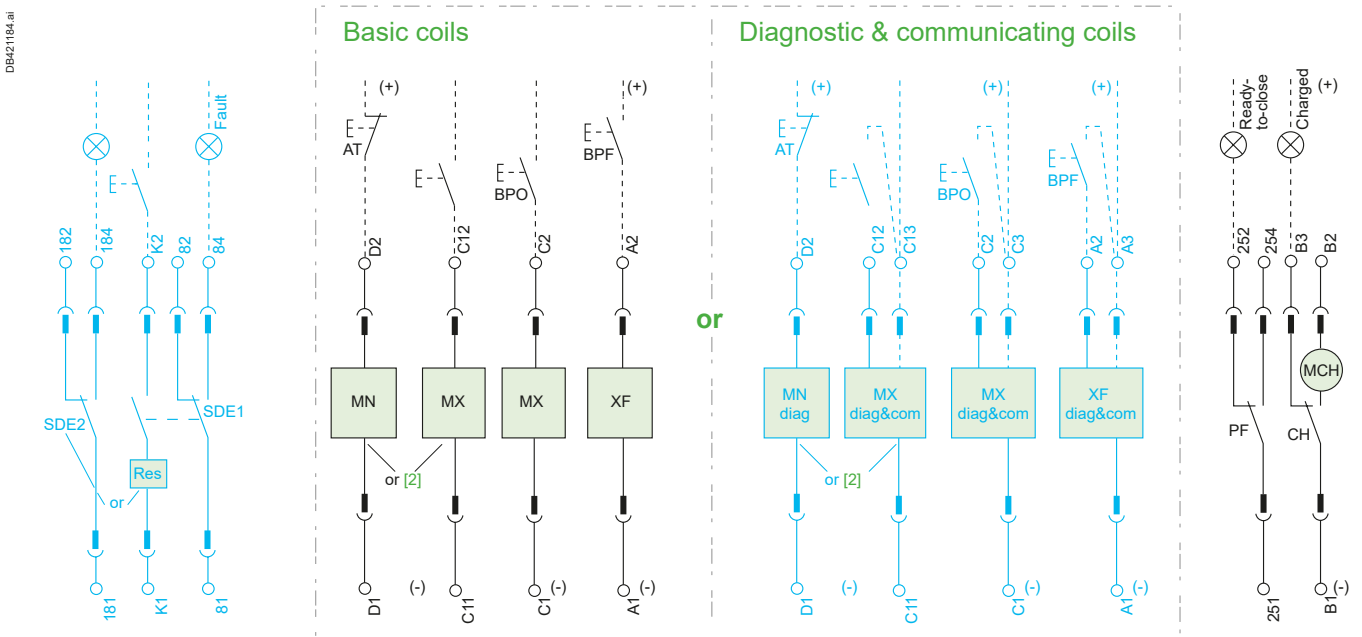 DB421184.ai
Basic coils
Diagnostic & communicating coils
Fault
182
184
K2
82
84
SDE2
SDE1
Res
or
181
K1
81
(+)
(+)
AT
BPO
BPF
D2
C12
C2
A2
MN
MX
MX
XF
or [2]
D1
(-)
C11
C1
(-)
A1
(-)
or
(+)
(+)
(+)
AT
BPO
BPF
D2
C12
C13
C2
C3
A2
A3
MN
diag
MX
diag&com
MX
diag&com
XF
diag&com
or [2]
D1
(-)
C11
C1
(-)
A1
(-)
Ready-
to-close
Charged
(+)
252
254
B3
B2
MCH
PF
CH
251
B1
(-)